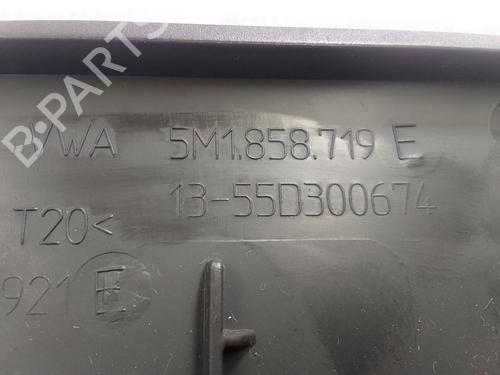 B-PARTS
VWA 5M1.858.719 E
13-55D300674
T20<
921 E